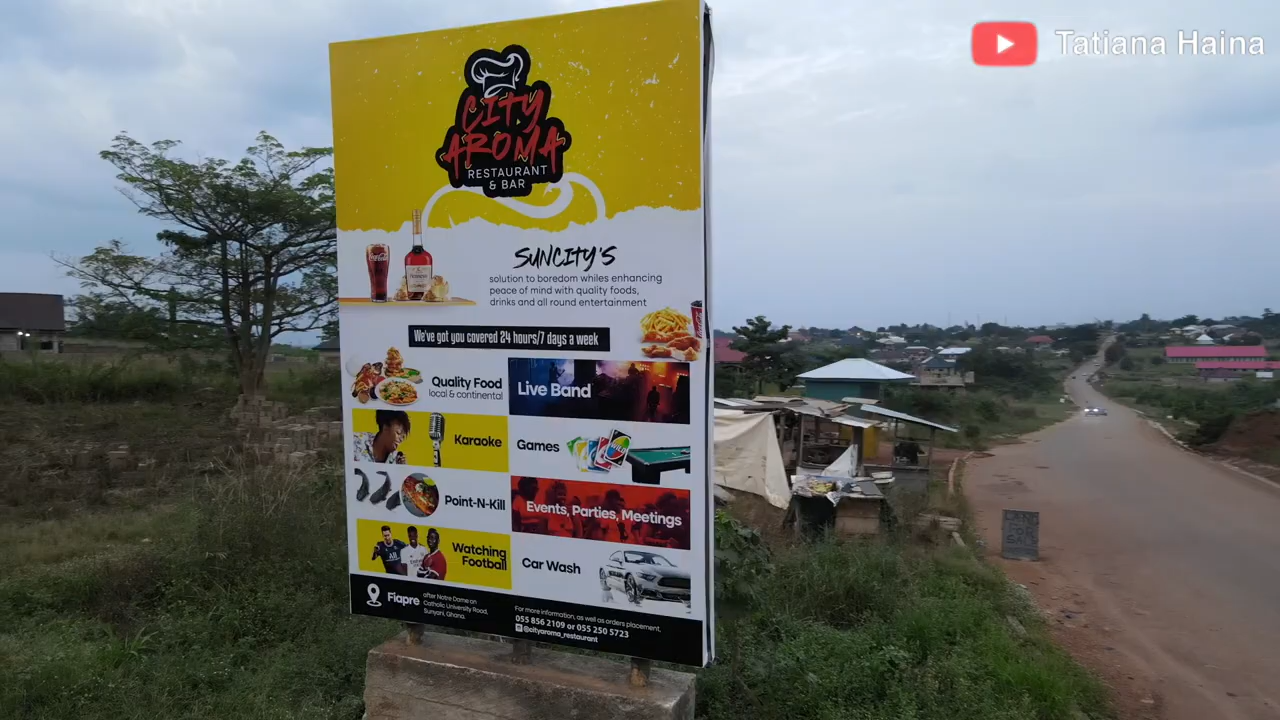 Tatiana Haina
CITY
AROMA
RESTAURANT
& BAR
SUNCITY'S
solution to boredom whiles enhancing
peace of mind with quality foods,
drinks and all round entertainment
We've got you covered 24 hours/7 days a week
Quality Food
local & continental
Live Band
Karaoke
Games
Point-N-Kill
Events, Parties, Meetings
Watching
Football
Car Wash
Fiapre
after Notre Dame on
Catholic University Road,
Sunyani, Ghana.
For more information, as well as orders placement.
055 856 2109 or 055 250 5723
@cityaroma_restaurant
LAND
FOR
SALE